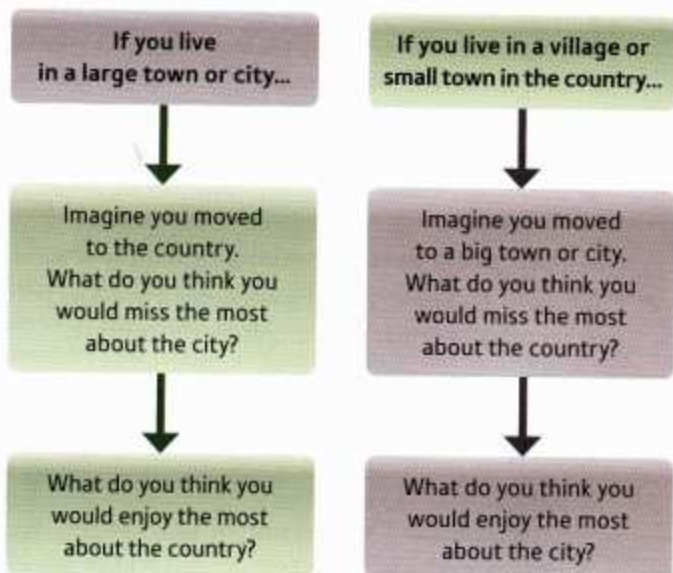 If you live
in a large town or city...
Imagine you moved
to the country.
What do you think you
would miss the most
about the city?
What do you think you
would enjoy the most
about the country?
If you live in a village or
small town in the country...
Imagine you moved
to a big town or city.
What do you think you
would miss the most
about the country?
What do you think you
would enjoy the most
about the city?